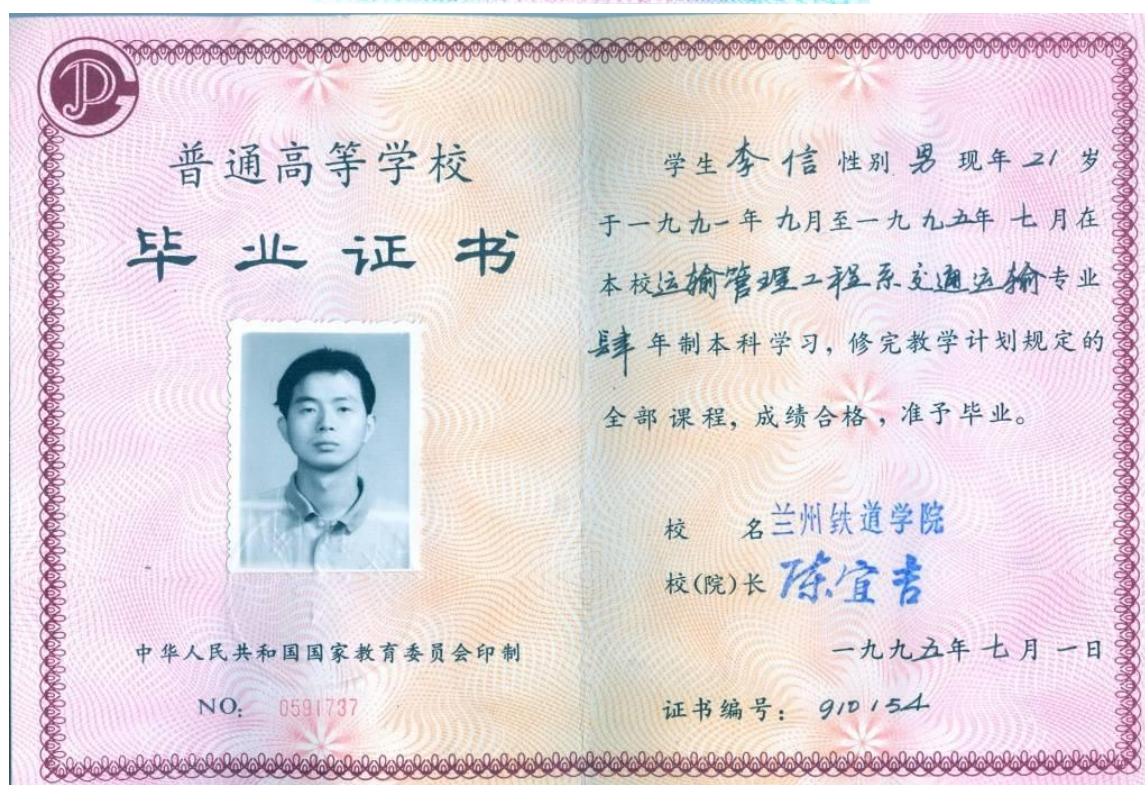 普通高等学校
毕业证书
中华人民共和国国家教育委员会印制
NO: 0591737
学生 李信 性别 男 现年 21 岁
于一九九一年九月至一九九五年七月在
本校运输管理工程系交通运输专业
肆年制本科学习，修完教学计划规定的
全部课程，成绩合格，准予毕业。
校 名 兰州铁道学院
校(院)长 陈宜吉
一九九五年七月一日
证书编号：910154